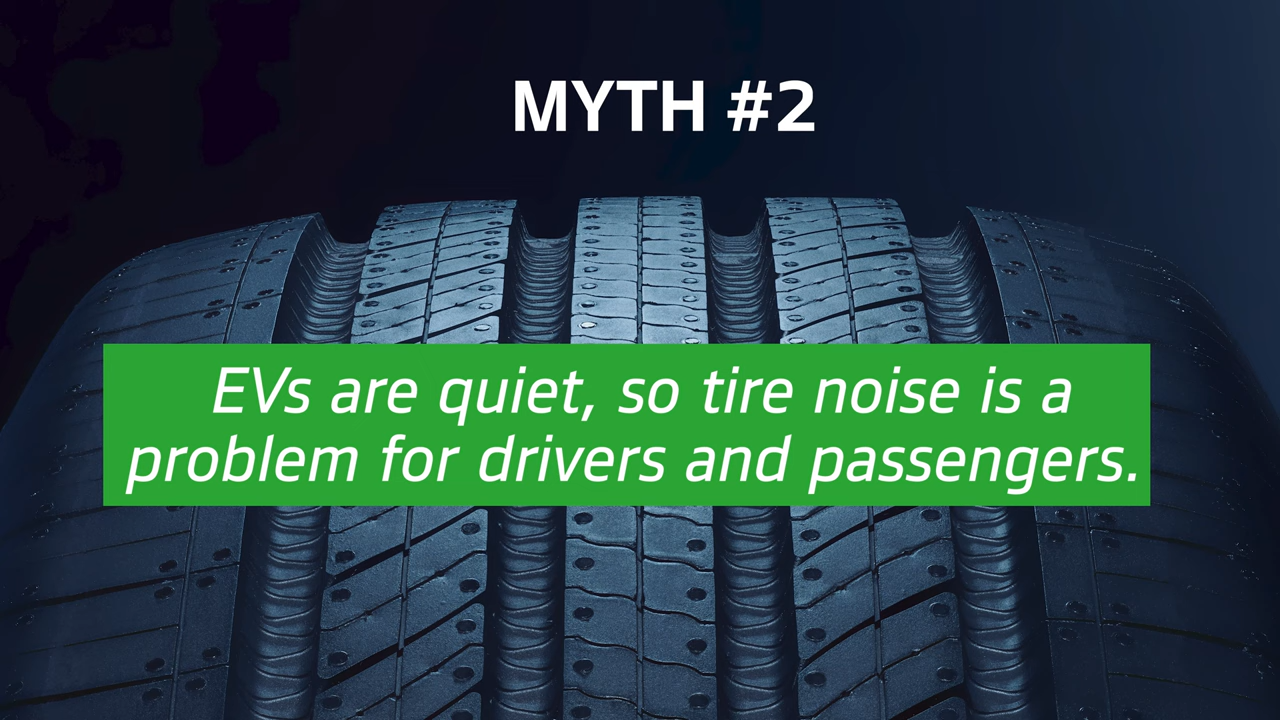 MYTH #2
EVs are quiet, so tire noise is a
problem for drivers and passengers.